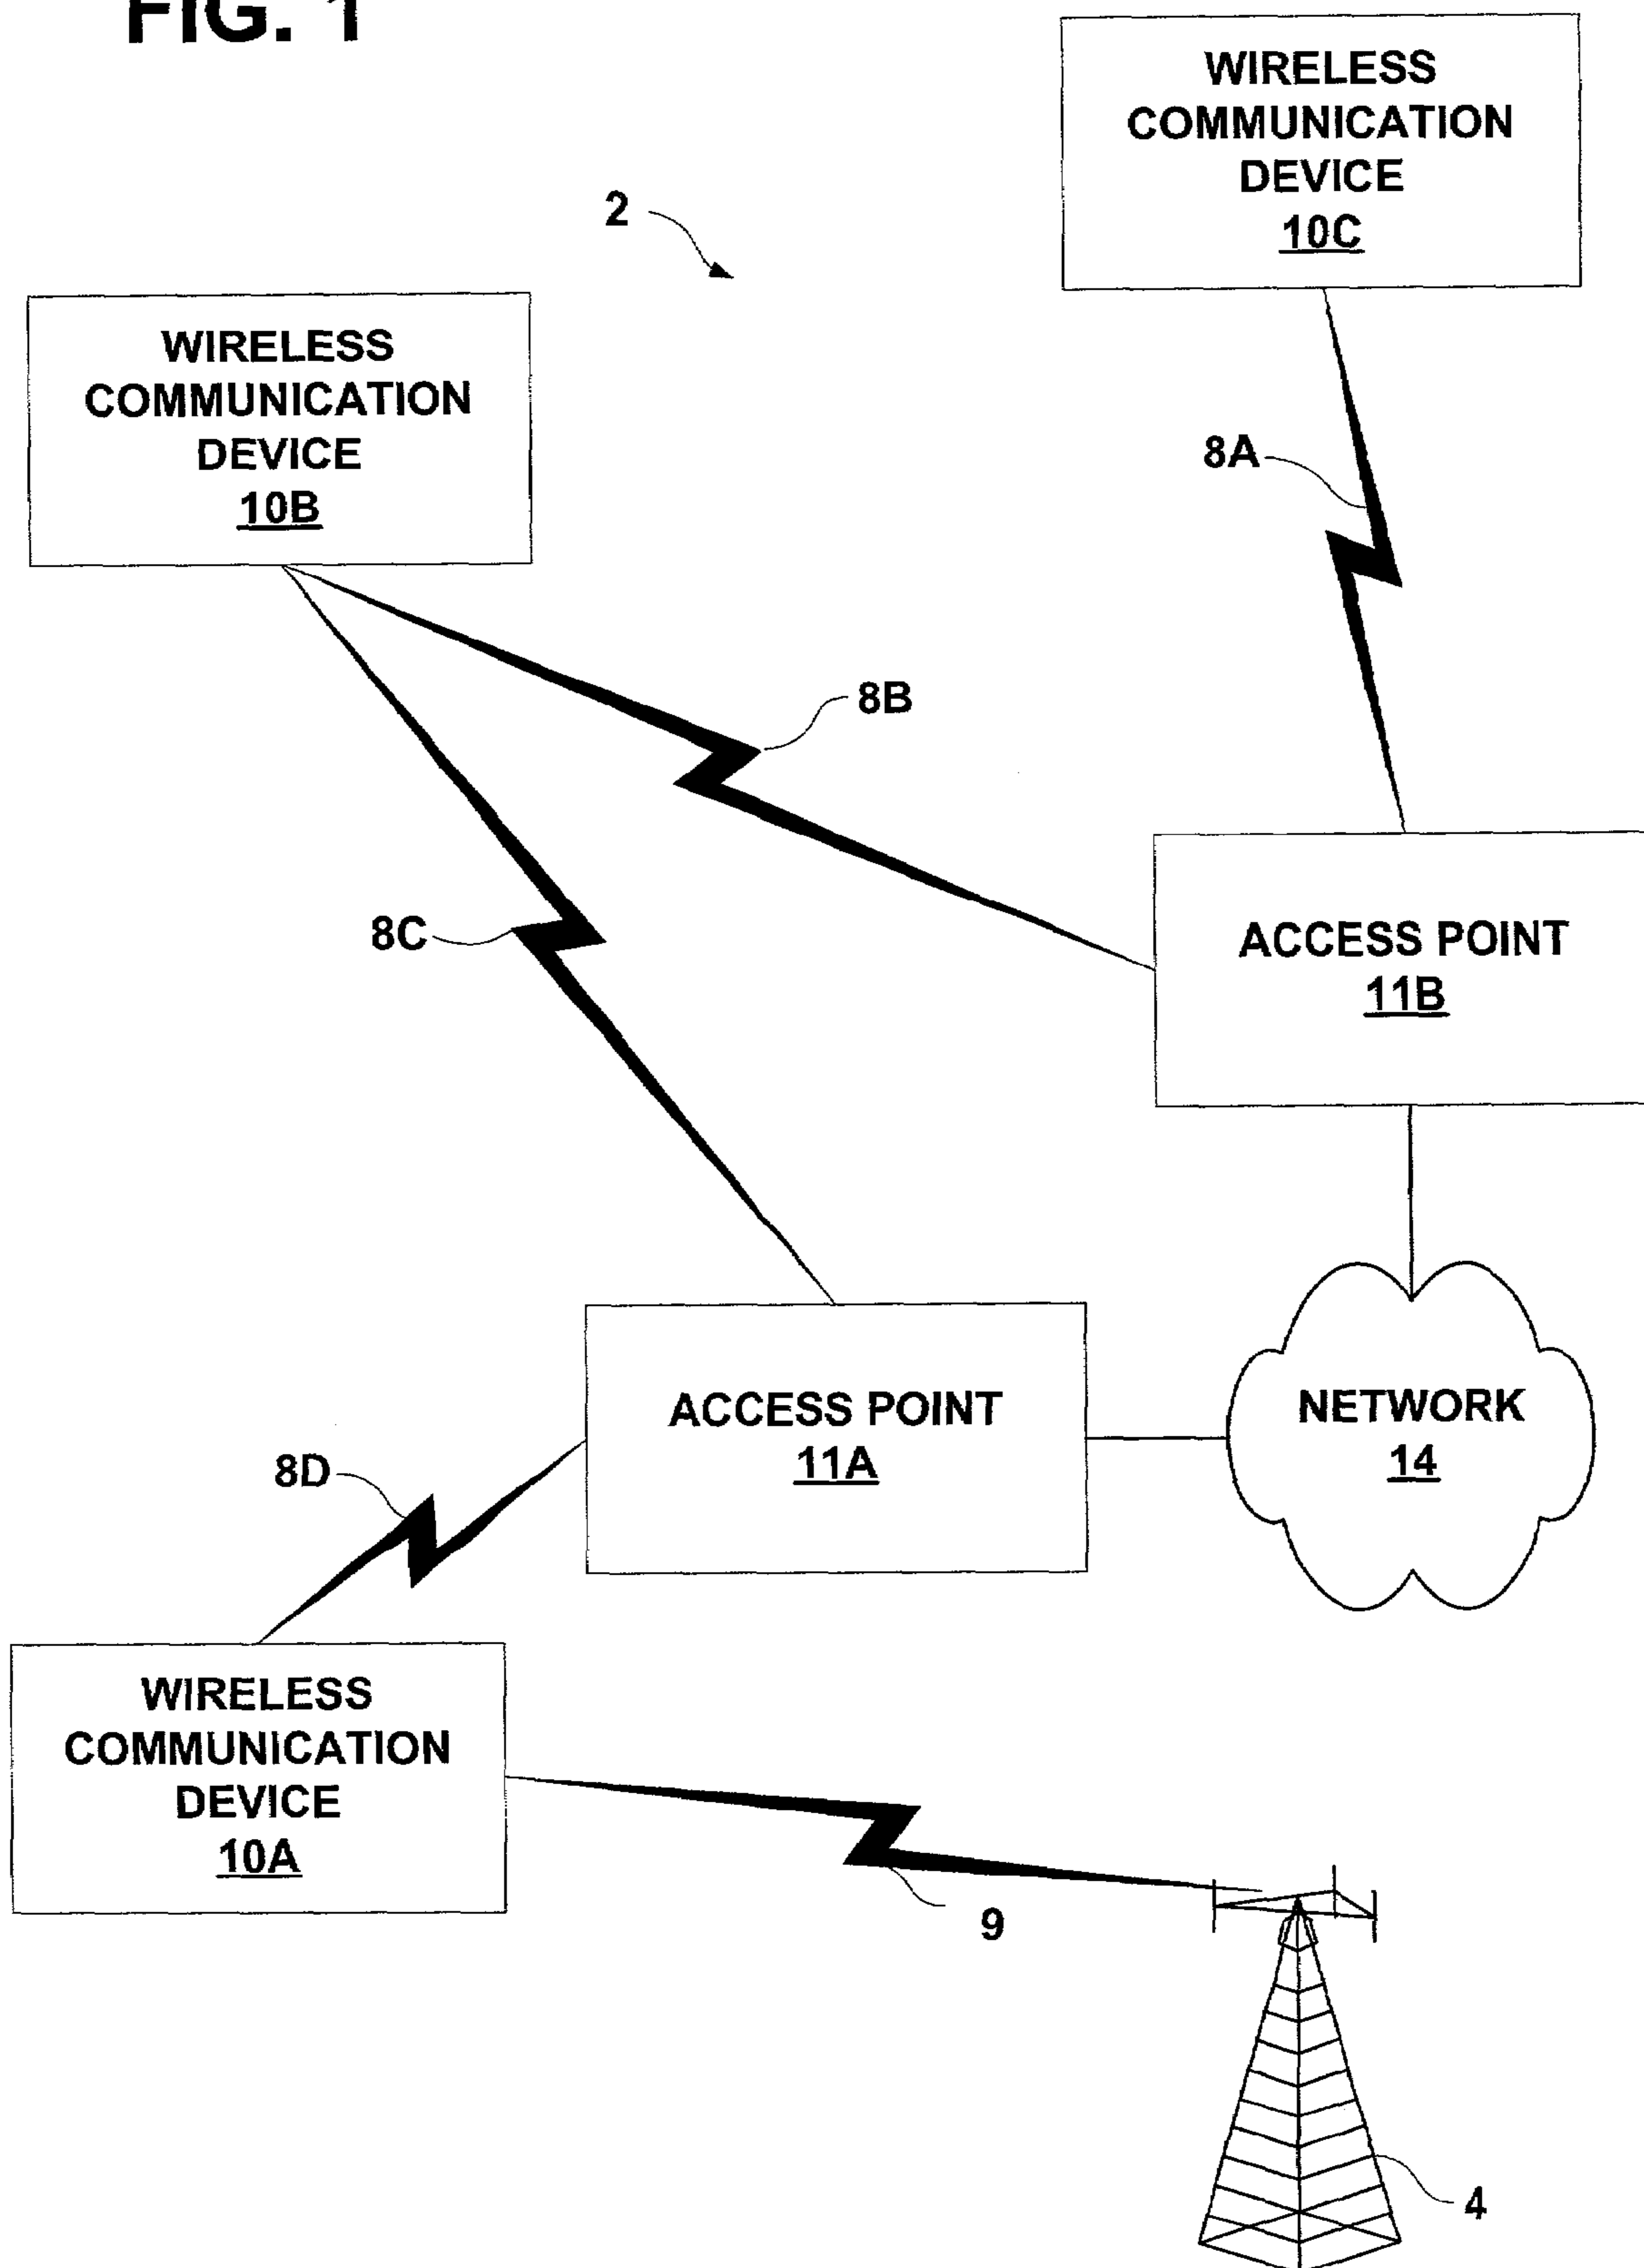 FIG. 1
WIRELESS
COMMUNICATION
DEVICE
10C
2
WIRELESS
COMMUNICATION
DEVICE
10B
8A
8B
8C
ACCESS POINT
11B
ACCESS POINT
11A
NETWORK
14
8D
WIRELESS
COMMUNICATION
DEVICE
10A
9
4